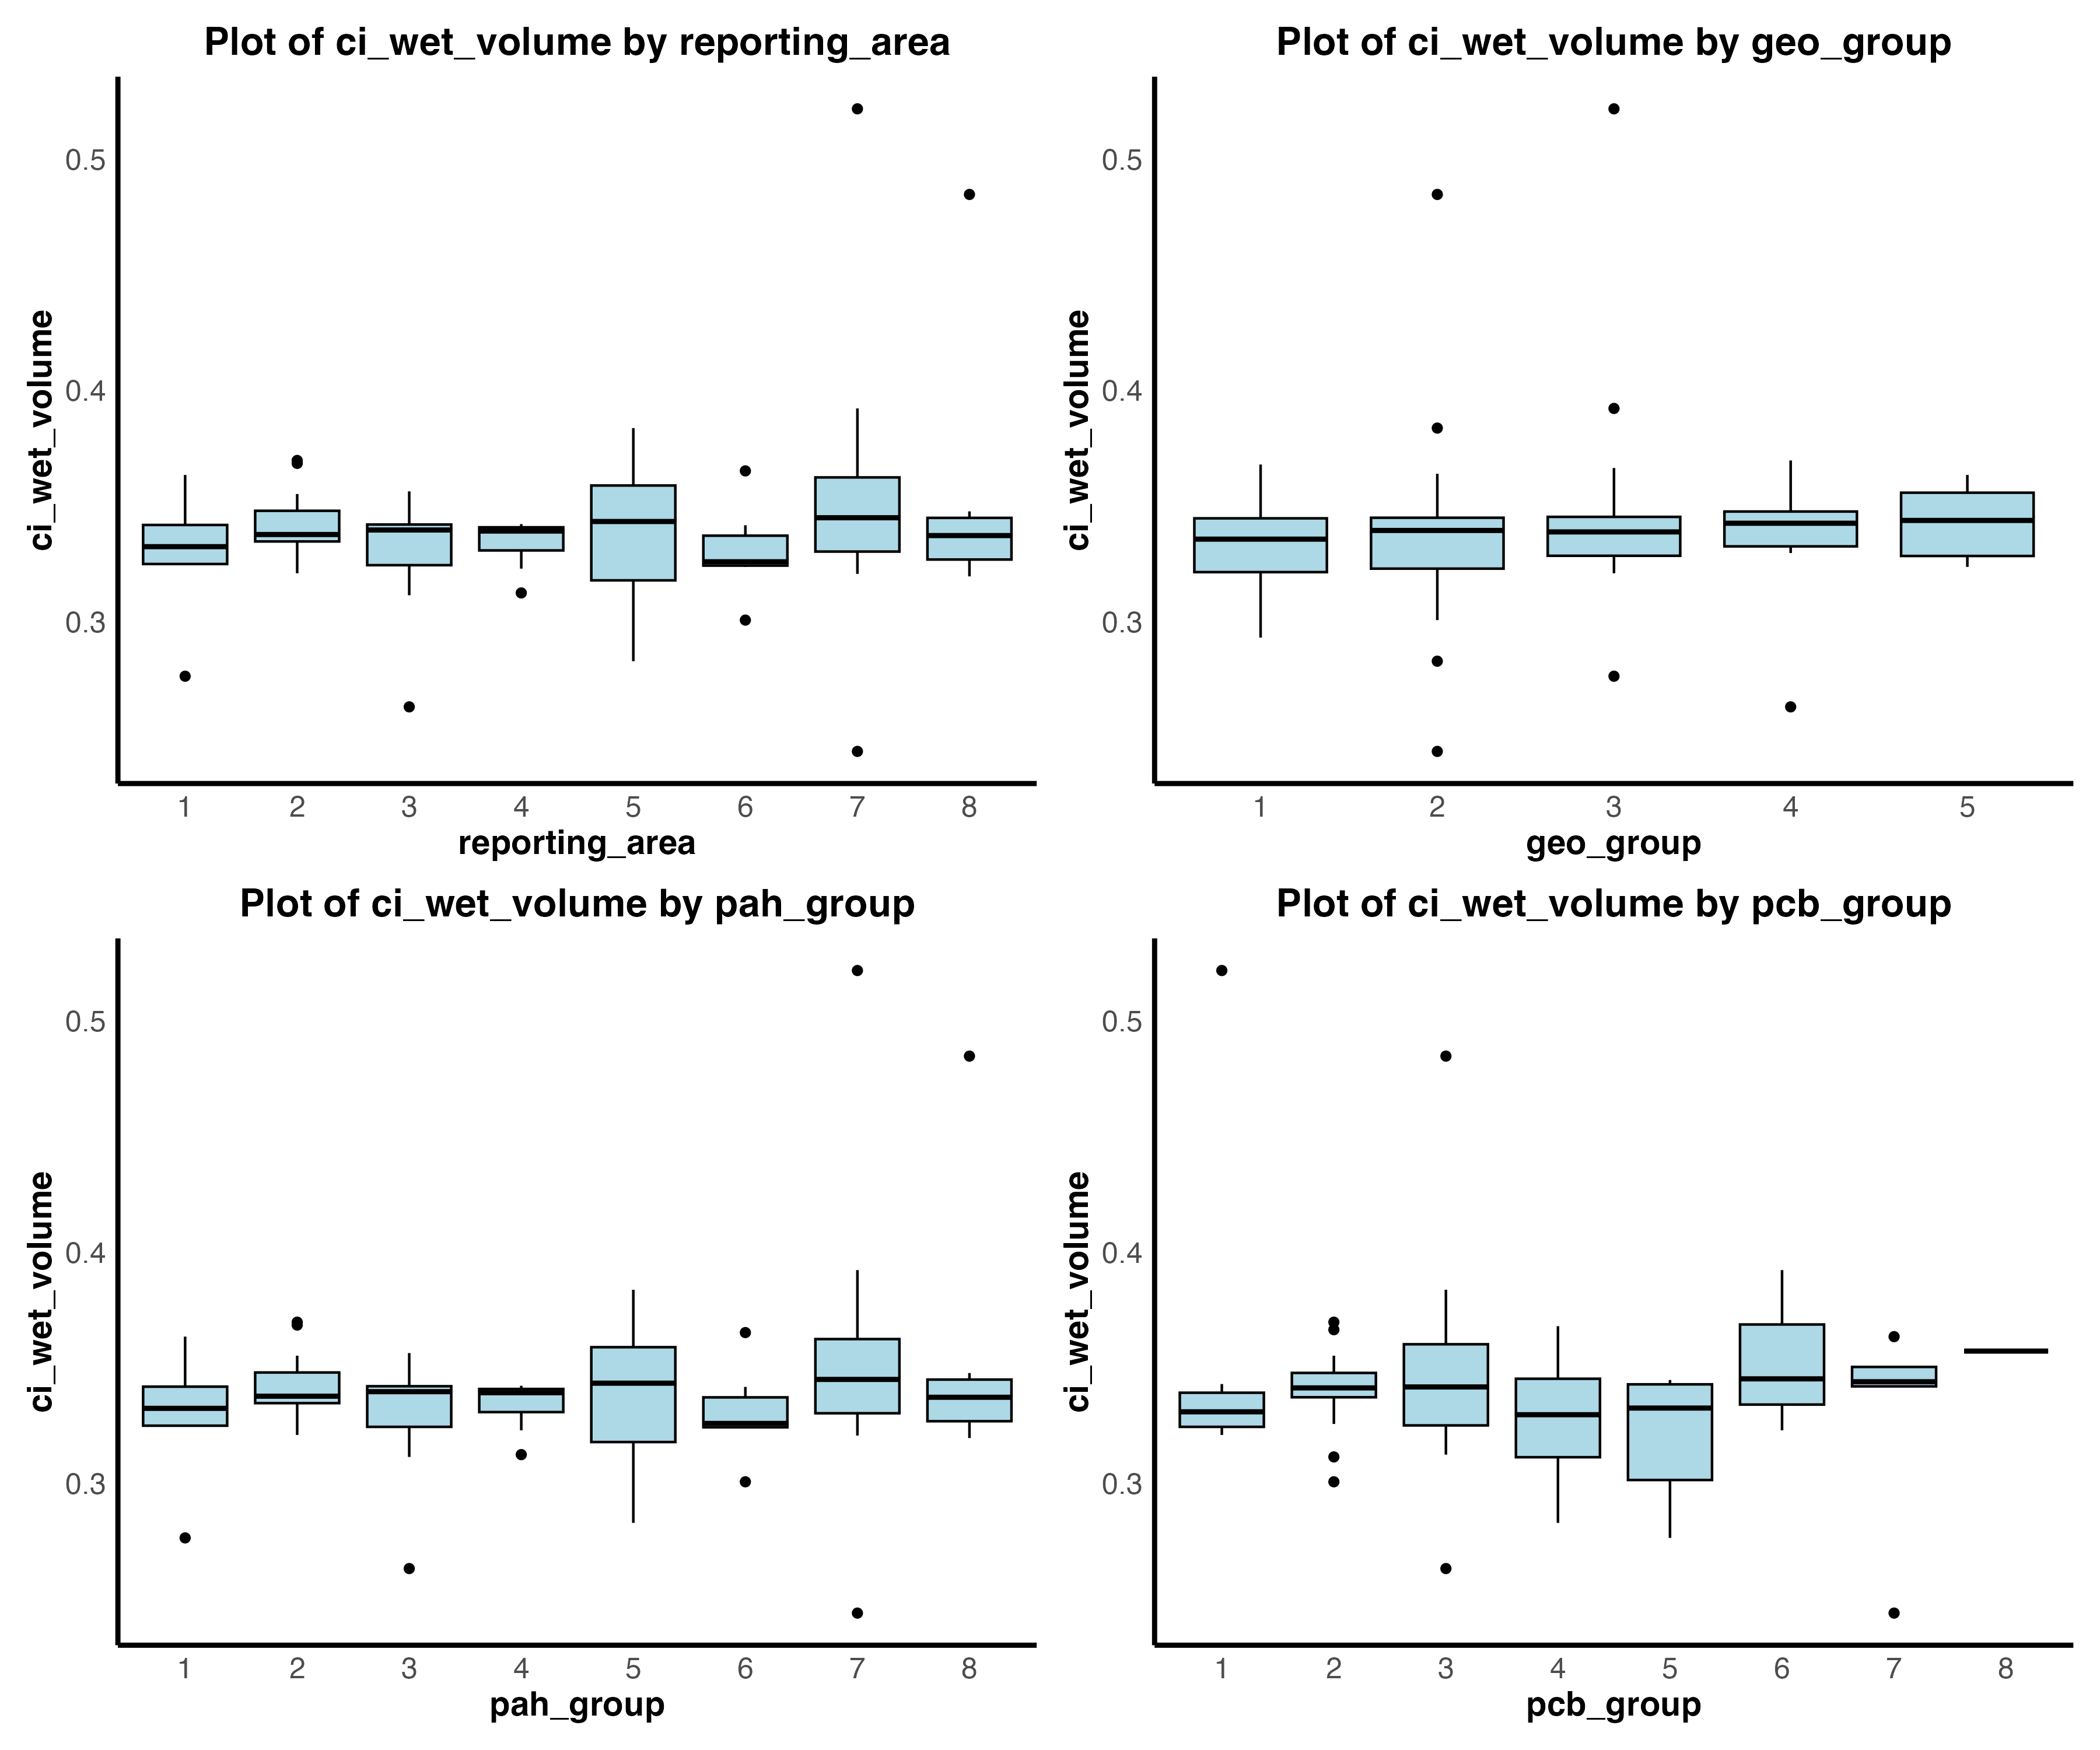 Plot of ci_wet_volume by reporting_area
ci_wet_volume
0.5
0.4
0.3
1 2 3 4 5 6 7 8
reporting_area
Plot of ci_wet_volume by geo_group
ci_wet_volume
0.5
0.4
0.3
1 2 3 4 5
geo_group
Plot of ci_wet_volume by pah_group
ci_wet_volume
0.5
0.4
0.3
1 2 3 4 5 6 7 8
pah_group
Plot of ci_wet_volume by pcb_group
ci_wet_volume
0.5
0.4
0.3
1 2 3 4 5 6 7 8
pcb_group